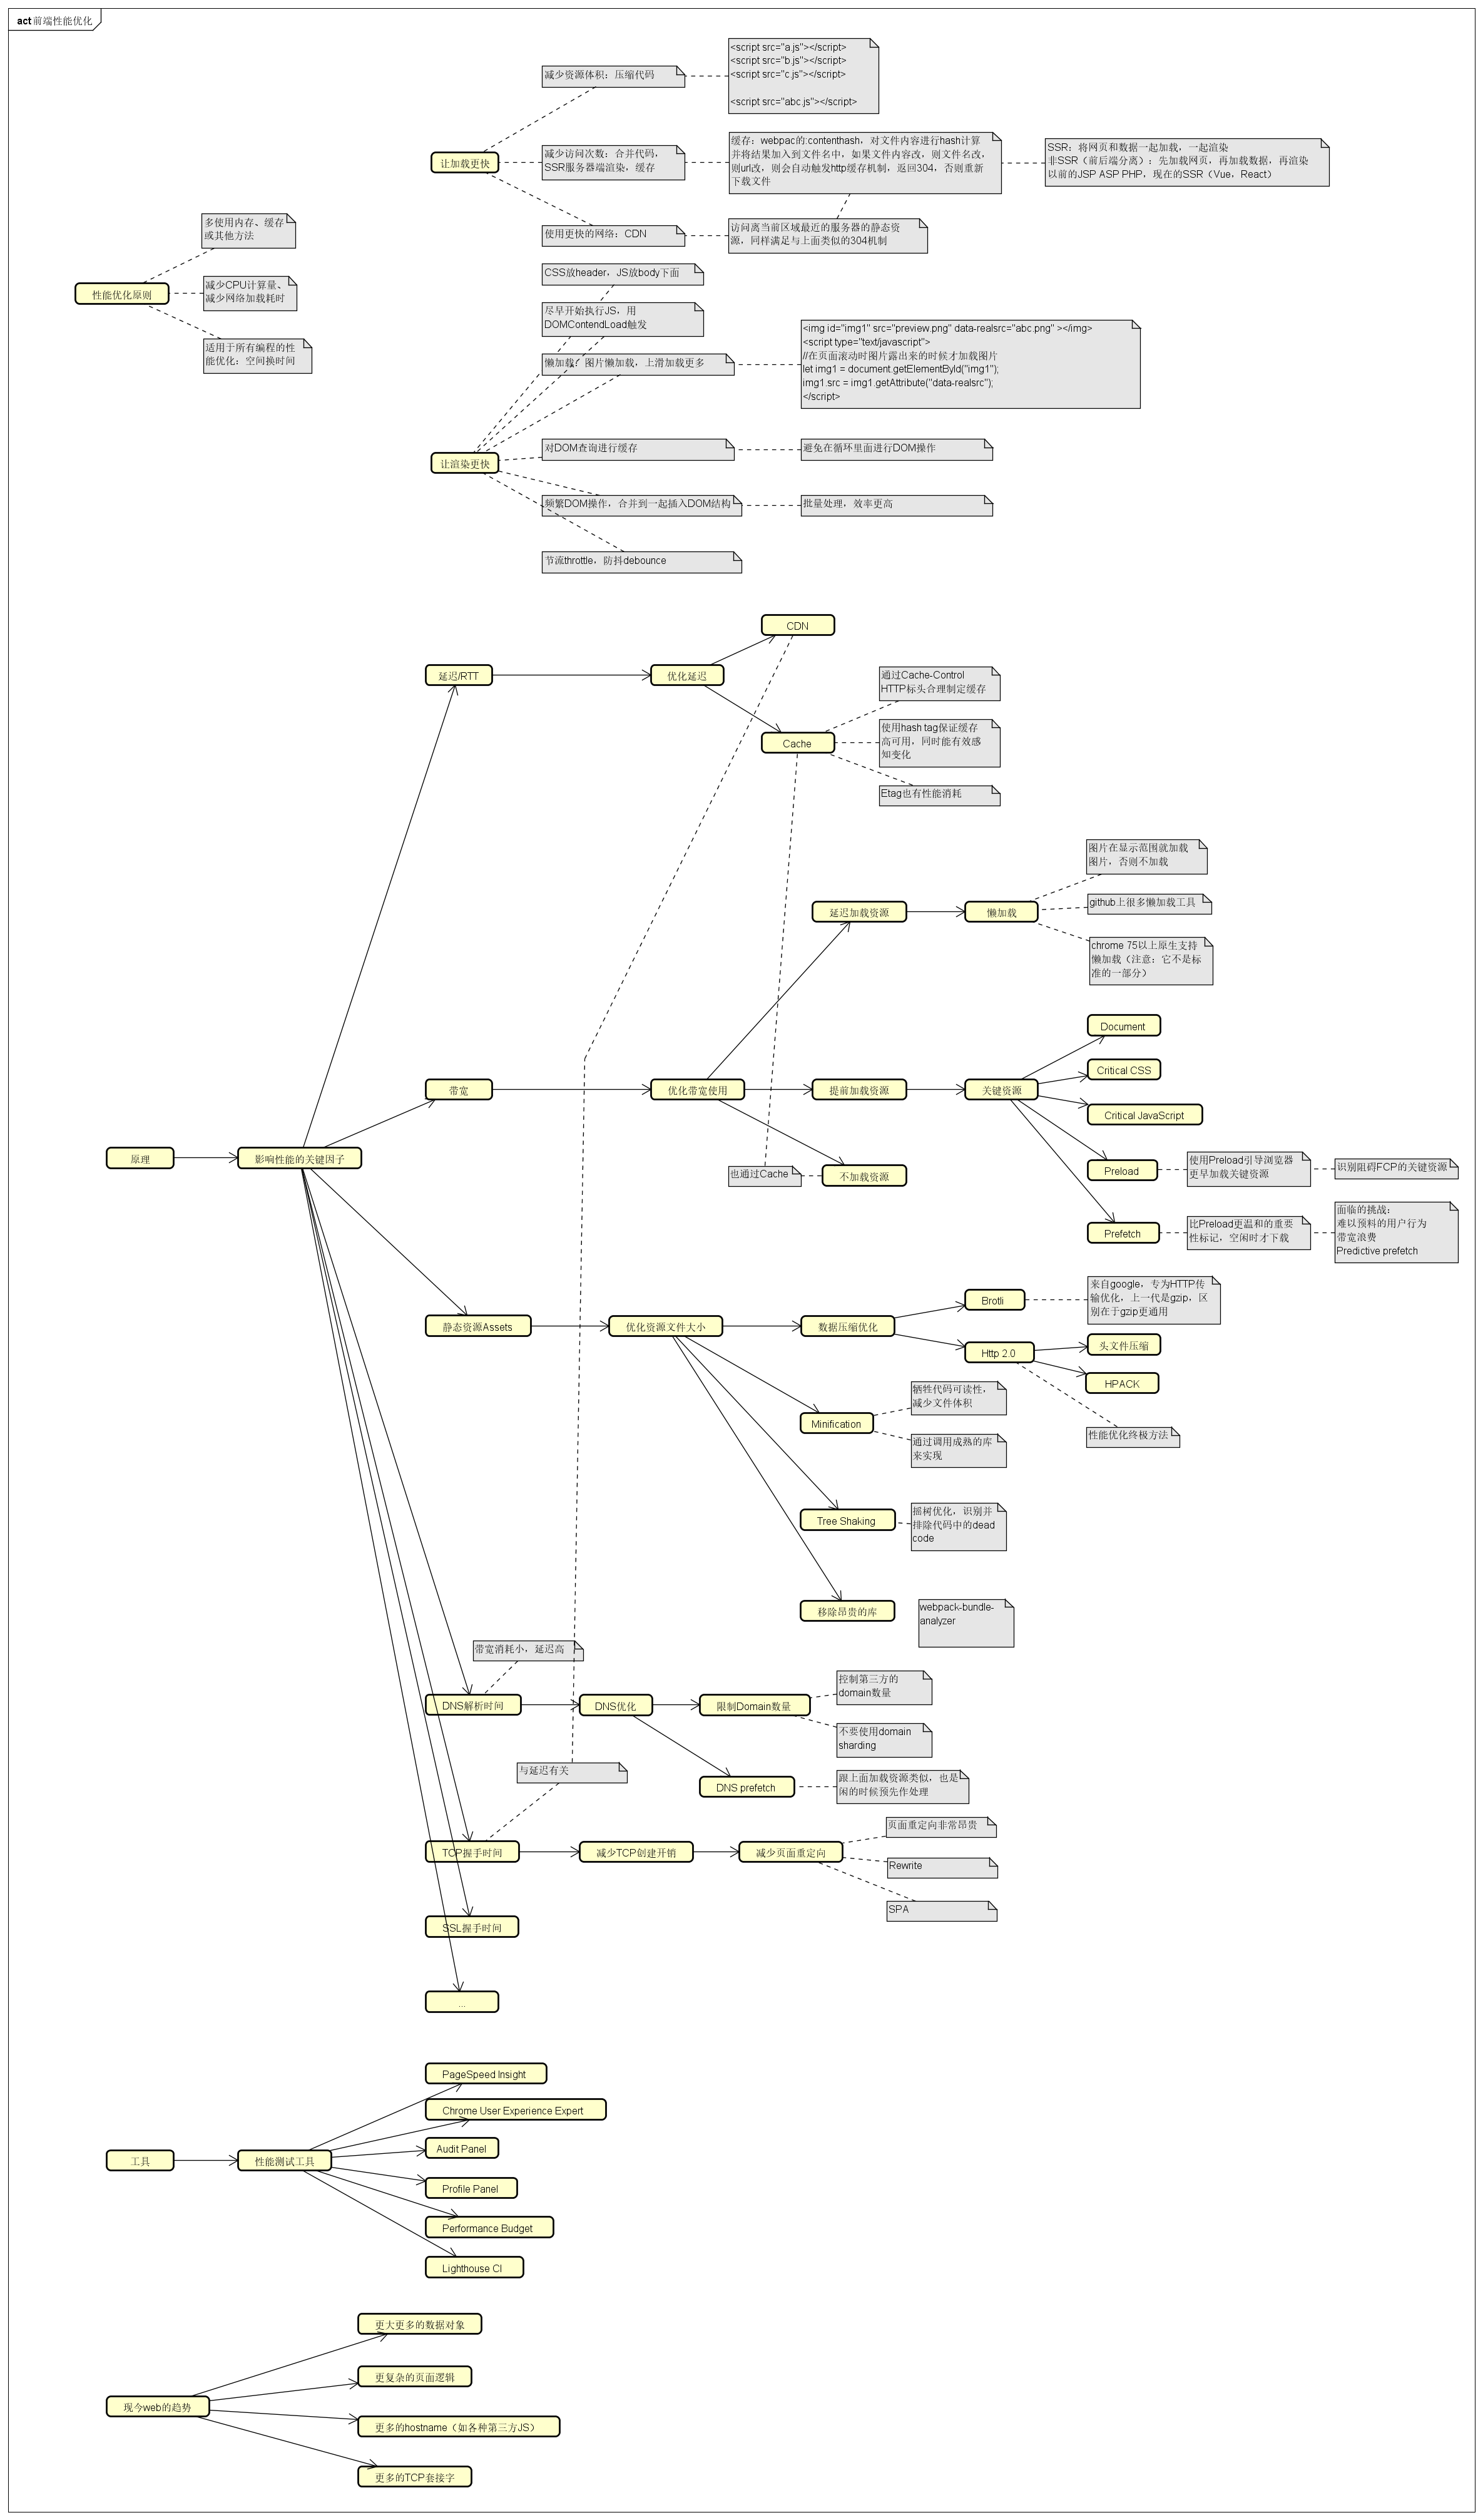 act 前端性能优化
<script src="a.js"></script>
<script src="b.js"></script>
<script src="c.js"></script>
<script src="abc.js"></script>
减少资源体积：压缩代码
让加载更快
减少访问次数：合并代码，
SSR服务器端渲染，缓存
缓存：webpac的:contenthash，对文件内容进行hash计算
并将结果加入到文件名中，如果文件内容改，则文件名改，
则url改，则会自动触发http缓存机制，返回304，否则重新
下载文件
SSR：将网页和数据一起加载，一起渲染
非SSR（前后端分离）：先加载网页，再加载数据，再渲染
以前的JSP ASP PHP，现在的SSR（Vue，React）
使用更快的网络：CDN
访问离当前区域最近的服务器的静态资
源，同样满足与上面类似的304机制
多使用内存、缓存
或其他方法
性能优化原则
减少CPU计算量、
减少网络加载耗时
适用于所有编程的性
能优化：空间换时间
CSS放header，JS放body下面
尽早开始执行JS，用
DOMContendLoad触发
懒加载：图片懒加载，上滑加载更多
<img id="img1" src="preview.png" data-realsrc="abc.png" ></img>
<script type="text/javascript">
//在页面滚动时图片露出来的时候才加载图片
let img1 = document.getElementById("img1");
img1.src = img1.getAttribute("data-realsrc");
</script>
让渲染更快
对DOM查询进行缓存
避免在循环里面进行DOM操作
频繁DOM操作，合并到一起插入DOM结构
批量处理，效率更高
节流throttle，防抖debounce
CDN
延迟/RTT
优化延迟
通过Cache-Control
HTTP标头合理制定缓存
Cache
使用hash tag保证缓存
高可用，同时能有效感
知变化
Etag也有性能消耗
图片在显示范围就加载
图片，否则不加载
延迟加载资源
懒加载
github上很多懒加载工具
chrome 75以上原生支持
懒加载（注意：它不是标
准的一部分）
Document
Critical CSS
带宽
优化带宽使用
提前加载资源
关键资源
Critical JavaScript
原理
影响性能的关键因子
也通过Cache
不加载资源
Preload
使用Preload引导浏览器
更早加载关键资源
识别阻碍FCP的关键资源
Prefetch
比Preload更温和的重要
性标记，空闲时才下载
面临的挑战：
难以预料的用户行为
带宽浪费
Predictive prefetch
静态资源Assets
优化资源文件大小
数据压缩优化
Brotli
来自google，专为HTTP传
输优化，上一代是gzip，区
别在于gzip更通用
Http 2.0
头文件压缩
HPACK
性能优化终极方法
Minification
牺牲代码可读性，
减少文件体积
通过调用成熟的库
来实现
Tree Shaking
摇树优化，识别并
排除代码中的dead
code
移除昂贵的库
webpack-bundle-
analyzer
带宽消耗小，延迟高
DNS解析时间
DNS优化
限制Domain数量
控制第三方的
domain数量
不要使用domain
sharding
与延迟有关
DNS prefetch
跟上面加载资源类似，也是
闲的时候预先作处理
TCP握手时间
减少TCP创建开销
减少页面重定向
页面重定向非常昂贵
Rewrite
SPA
SSL握手时间
...
PageSpeed Insight
Chrome User Experience Expert
工具
性能测试工具
Audit Panel
Profile Panel
Performance Budget
Lighthouse CI
更大更多的数据对象
更复杂的页面逻辑
现今web的趋势
更多的hostname（如各种第三方JS）
更多的TCP套接字